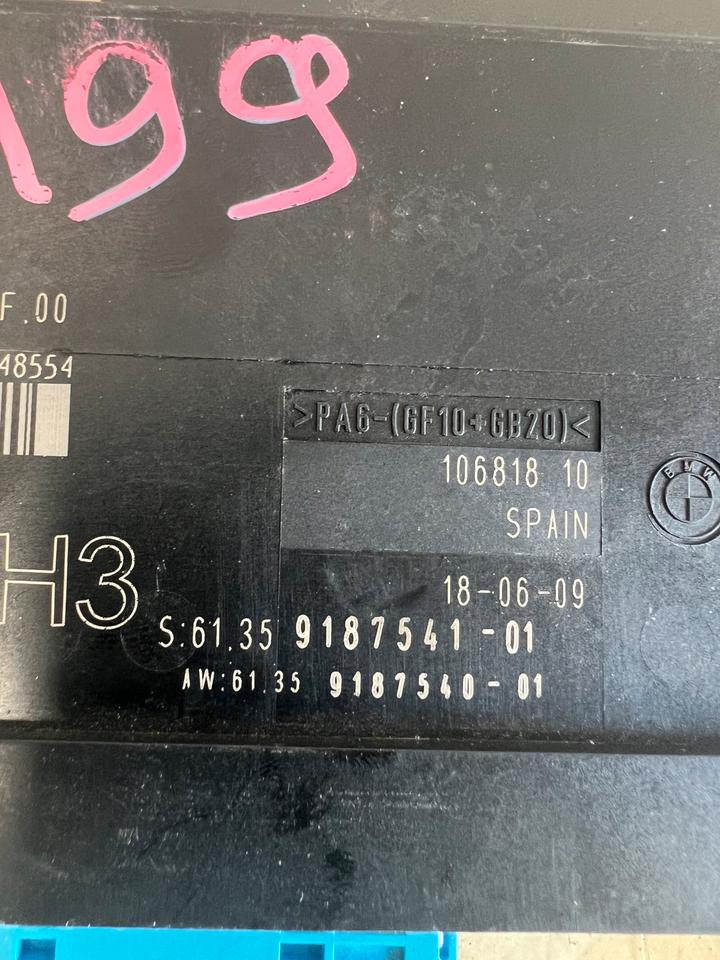 199
F.00
48554
>PA6-(GF10+GB20)<
106818 10
SPAIN
BMW
H3
18-06-09
S:61.35 9187541-01
AW:61.35 9187540-01